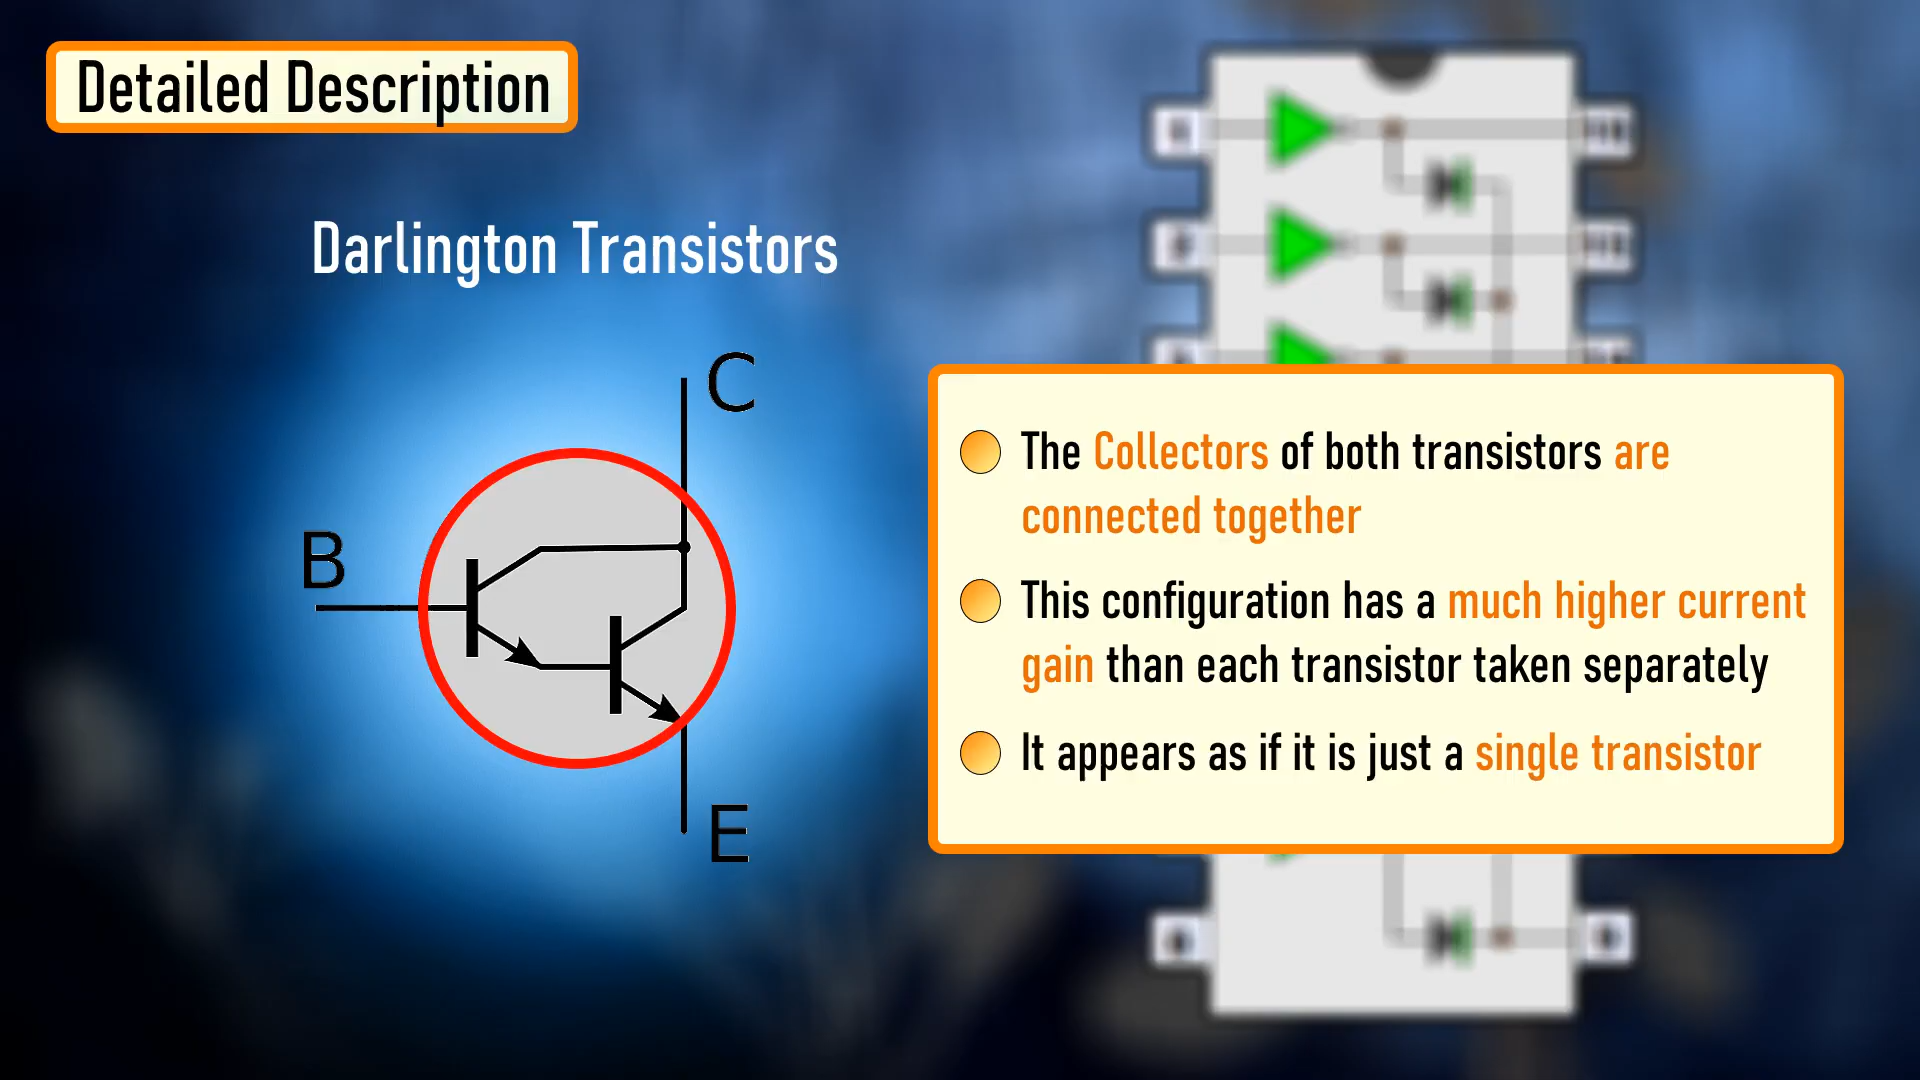 Detailed Description
Darlington Transistors
C
B
E
The Collectors of both transistors are
connected together
This configuration has a much higher current
gain than each transistor taken separately
It appears as if it is just a single transistor